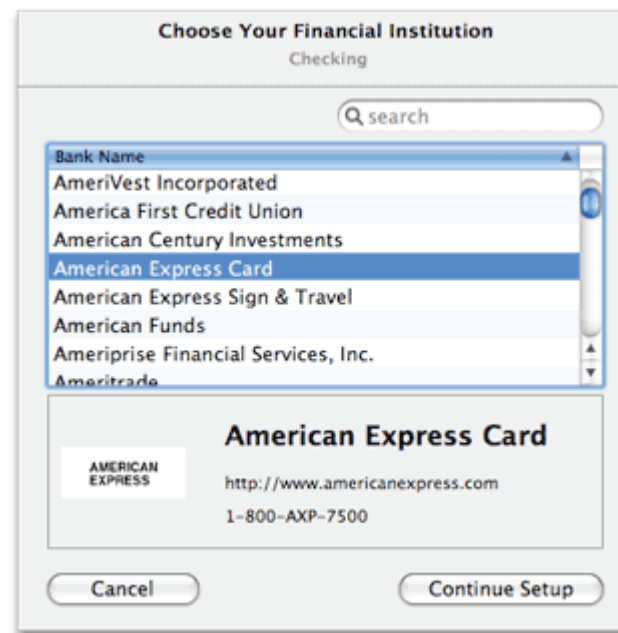 Choose Your Financial Institution
Checking
search
Bank Name
AmeriVest Incorporated
America First Credit Union
American Century Investments
American Express Card
American Express Sign & Travel
American Funds
Ameriprise Financial Services, Inc.
Ameritrade
American Express Card
AMERICAN
EXPRESS
http://www.americanexpress.com
1-800-AXP-7500
Cancel
Continue Setup